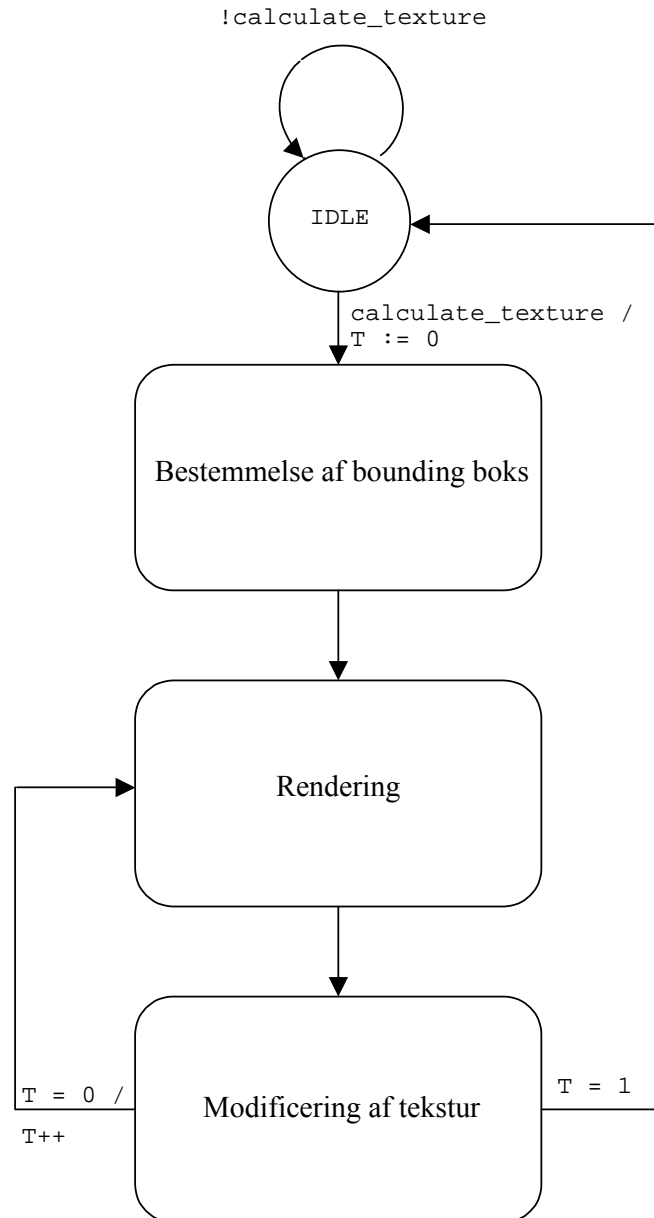 !calculate_texture
IDLE
calculate_texture /
T := 0
Bestemmelse af bounding boks
Rendering
Modificering af tekstur
T = 0 /
T++
T = 1